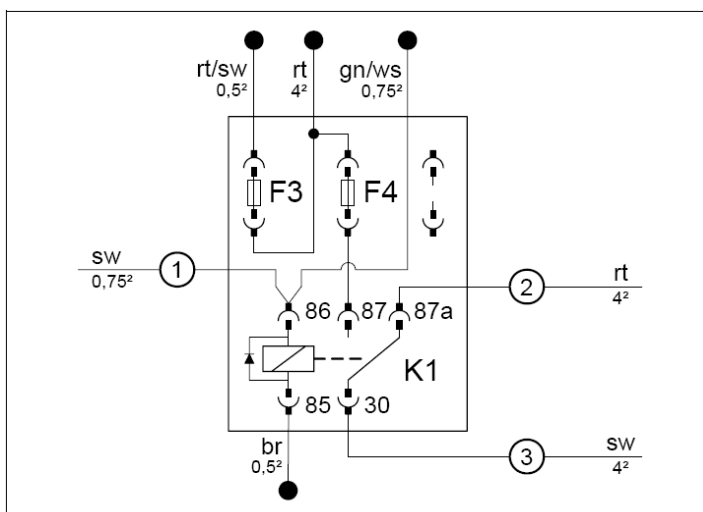 rt/sw
0,5²
rt
4²
gn/ws
0,75²
F3
F4
sw
0,75²
1
86
87
87a
2
rt
4²
K1
85
30
br
0,5²
3
sw
4²